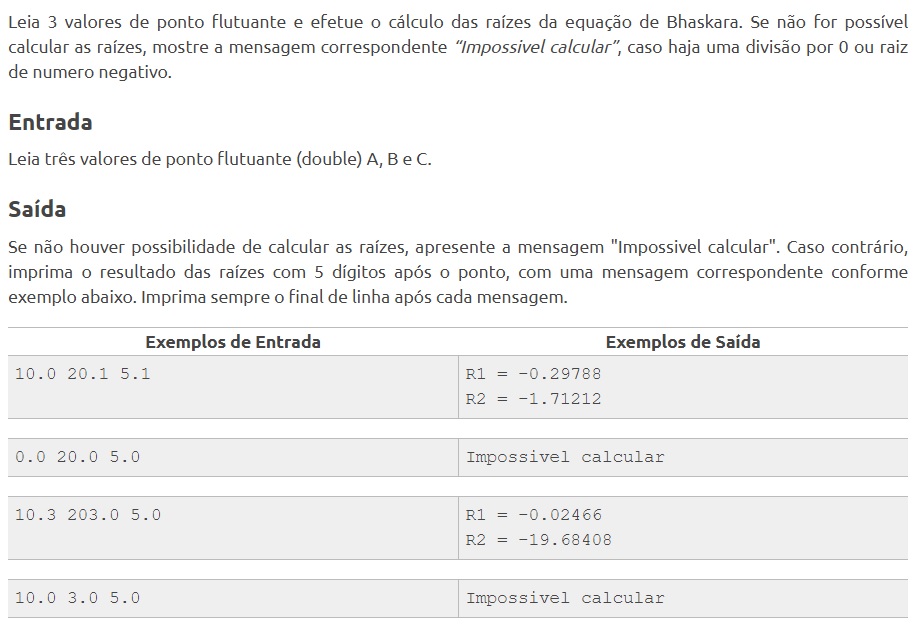 Leia 3 valores de ponto flutuante e efetue o cálculo das raízes da equação de Bhaskara. Se não for possível
calcular as raízes, mostre a mensagem correspondente “Impossivel calcular”, caso haja uma divisão por 0 ou raiz
de numero negativo.
Entrada
Leia três valores de ponto flutuante (double) A, B e C.
Saída
Se não houver possibilidade de calcular as raízes, apresente a mensagem "Impossivel calcular". Caso contrário,
imprima o resultado das raízes com 5 dígitos após o ponto, com uma mensagem correspondente conforme
exemplo abaixo. Imprima sempre o final de linha após cada mensagem.
Exemplos de Entrada Exemplos de Saída
10.0 20.1 5.1 R1 = -0.29788
R2 = -1.71212
0.0 20.0 5.0 Impossivel calcular
10.3 203.0 5.0 R1 = -0.02466
R2 = -19.68408
10.0 3.0 5.0 Impossivel calcular